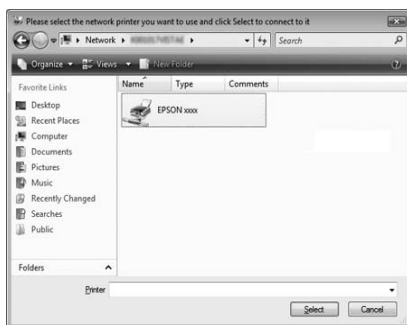 Please select the network printer you want to use and click Select to connect to it
Network
Search
Organize
Views
New Folder
Favorite Links
Name Type Comments
Desktop
Recent Places
Computer
Documents
Pictures
Music
Recently Changed
Searches
Public
EPSON xxxx
Folders
Printer
Select Cancel